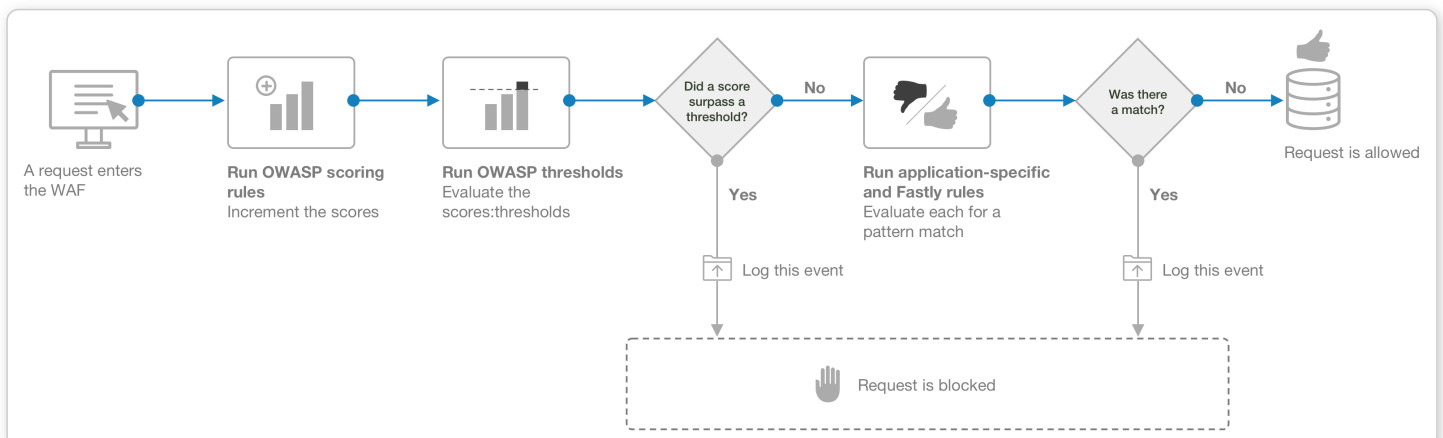 A request enters
the WAF
Run OWASP scoring
rules
Increment the scores
Run OWASP thresholds
Evaluate the
scores:thresholds
Did a score
surpass a
threshold?
No
Yes
Log this event
Run application-specific
and Fastly rules
Evaluate each for a
pattern match
Was there
a match?
No
Yes
Log this event
Request is allowed
Request is blocked